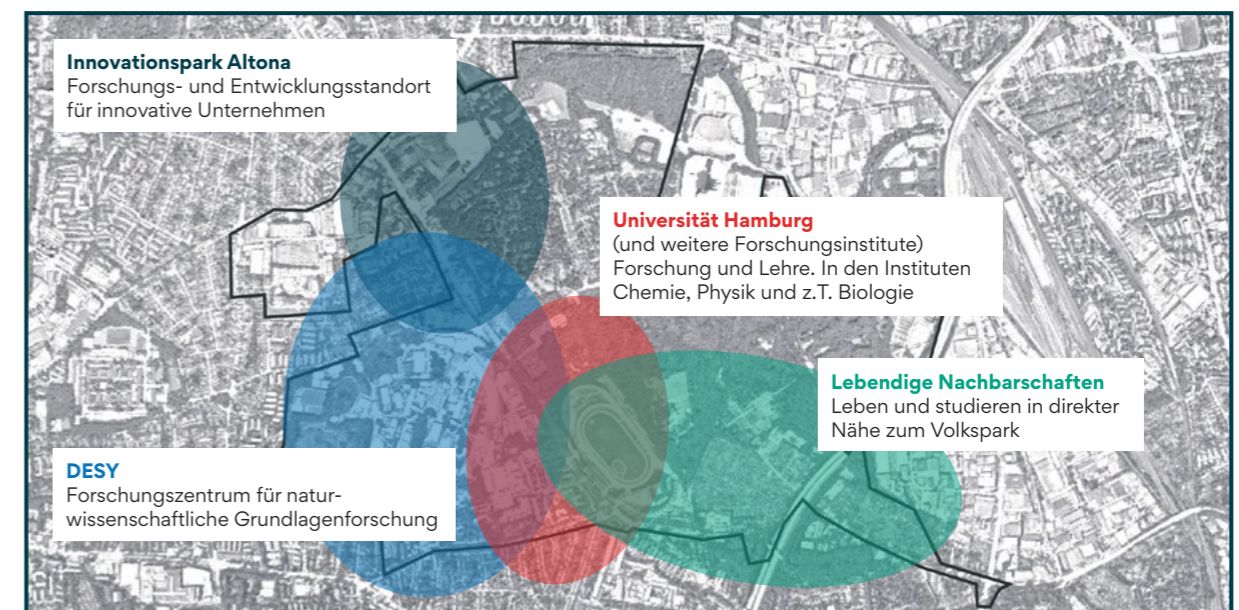 Innovationspark Altona
Forschungs- und Entwicklungsstandort
für innovative Unternehmen
Universität Hamburg
(und weitere Forschungsinstitute)
Forschung und Lehre. In den Instituten
Chemie, Physik und z.T. Biologie
Lebendige Nachbarschaften
Leben und studieren in direkter
Nähe zum Volkspark
DESY
Forschungszentrum für natur-
wissenschaftliche Grundlagenforschung